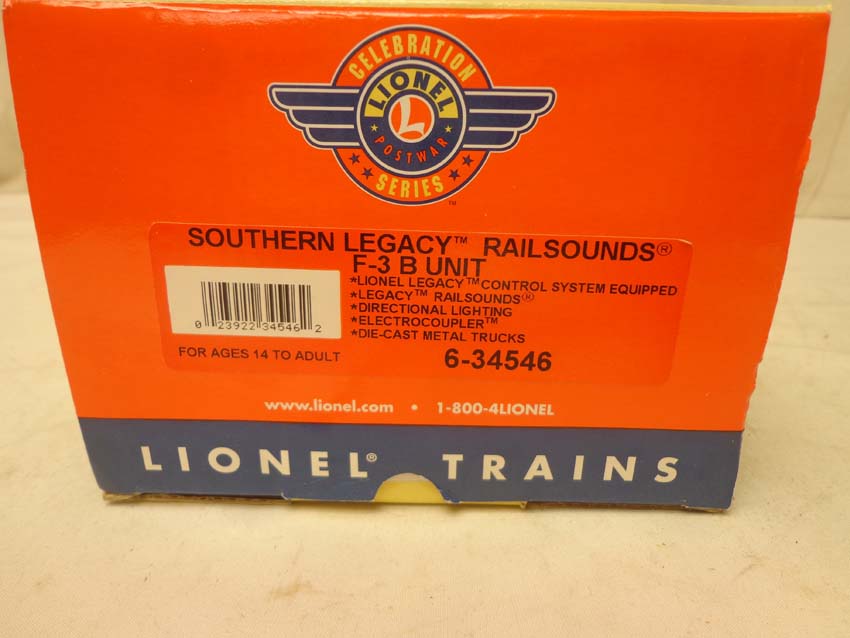 CELEBRATION
LIONEL
L
POSTWAR
SERIES
™
SOUTHERN LEGACY™ RAILSOUNDS®
F-3 B UNIT
*LIONEL LEGACY™CONTROL SYSTEM EQUIPPED
*LEGACY™ RAILSOUNDS®
*DIRECTIONAL LIGHTING
*ELECTROCOUPLER™
*DIE-CAST METAL TRUCKS
0 23922 34546 2
FOR AGES 14 TO ADULT
6-34546
www.lionel.com • 1-800-4LIONEL
LIONEL® TRAINS